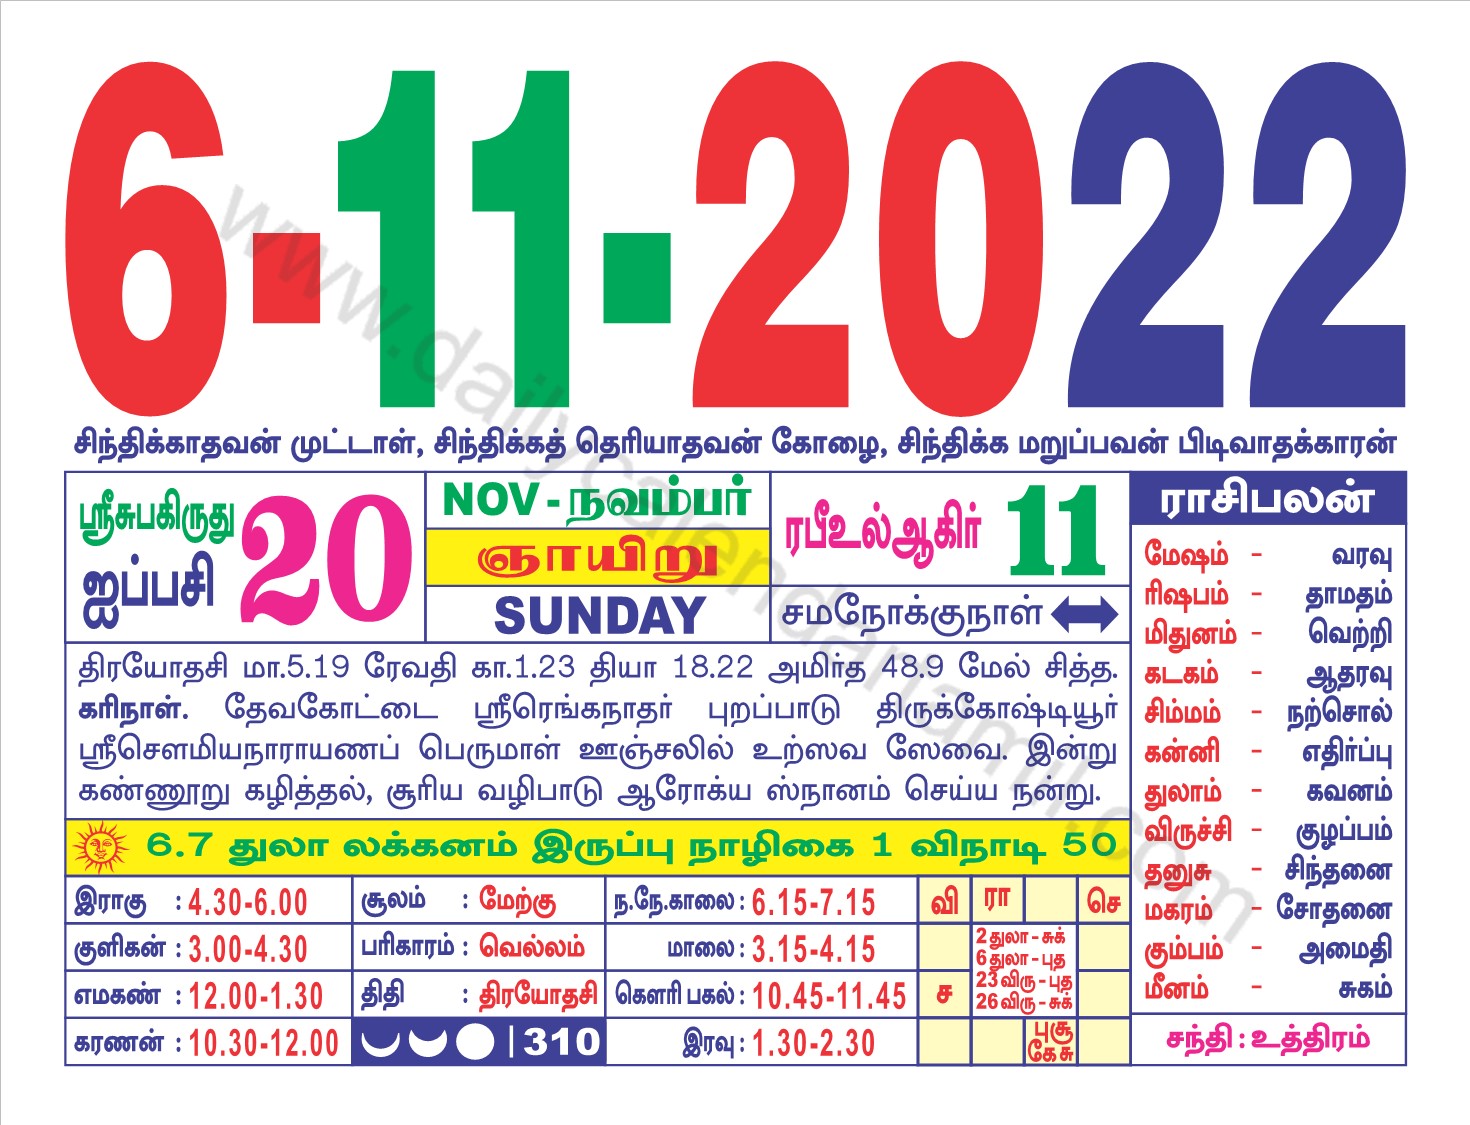 6-11-2022
சிந்திக்காதவன் முட்டாள், சிந்திக்கத் தெரியாதவன் கோழை, சிந்திக்க மறுப்பவன் பிடிவாதக்காரன்
ஸ்ரீசுபகிருது
ஐப்பசி 20
NOV - நவம்பர்
ஞாயிறு
SUNDAY
ரபீஉல்ஆகிர் 11
சமநோக்குநாள்
திரயோதசி மா.5.19 ரேவதி கா.1.23 தியா 18.22 அமிர்த 48.9 மேல் சித்த.
கரிநாள். தேவகோட்டை ஸ்ரீரெங்கநாதர் புறப்பாடு திருக்கோஷ்டியூர்
ஸ்ரீசௌமியநாராயணப் பெருமாள் ஊஞ்சலில் உற்ஸவ ஸேவை. இன்று
கண்ணூறு கழித்தல், சூரிய வழிபாடு ஆரோக்ய ஸ்நானம் செய்ய நன்று.
6.7 துலா லக்கனம் இருப்பு நாழிகை 1 விநாடி 50
இராகு : 4.30-6.00
குளிகன் : 3.00-4.30
எமகண் : 12.00-1.30
கரணன் : 10.30-12.00
சூலம் : மேற்கு
பரிகாரம் : வெல்லம்
திதி : திரயோதசி
| 310
ந.நே.காலை : 6.15-7.15
மாலை : 3.15-4.15
கௌரி பகல் : 10.45-11.45
இரவு : 1.30-2.30
வி ரா செ
2 துலா - சுக்
6 துலா - புத
23 விரு - புத
26 விரு - சுக்
ச
புசூ
கேசு
ராசிபலன்
மேஷம் - வரவு
ரிஷபம் - தாமதம்
மிதுனம் - வெற்றி
கடகம் - ஆதரவு
சிம்மம் - நற்சொல்
கன்னி - எதிர்ப்பு
துலாம் - கவனம்
விருச்சி - குழப்பம்
தனுசு - சிந்தனை
மகரம் - சோதனை
கும்பம் - அமைதி
மீனம் - சுகம்
சந்தி : உத்திரம்
www.dailycalendartamil.com